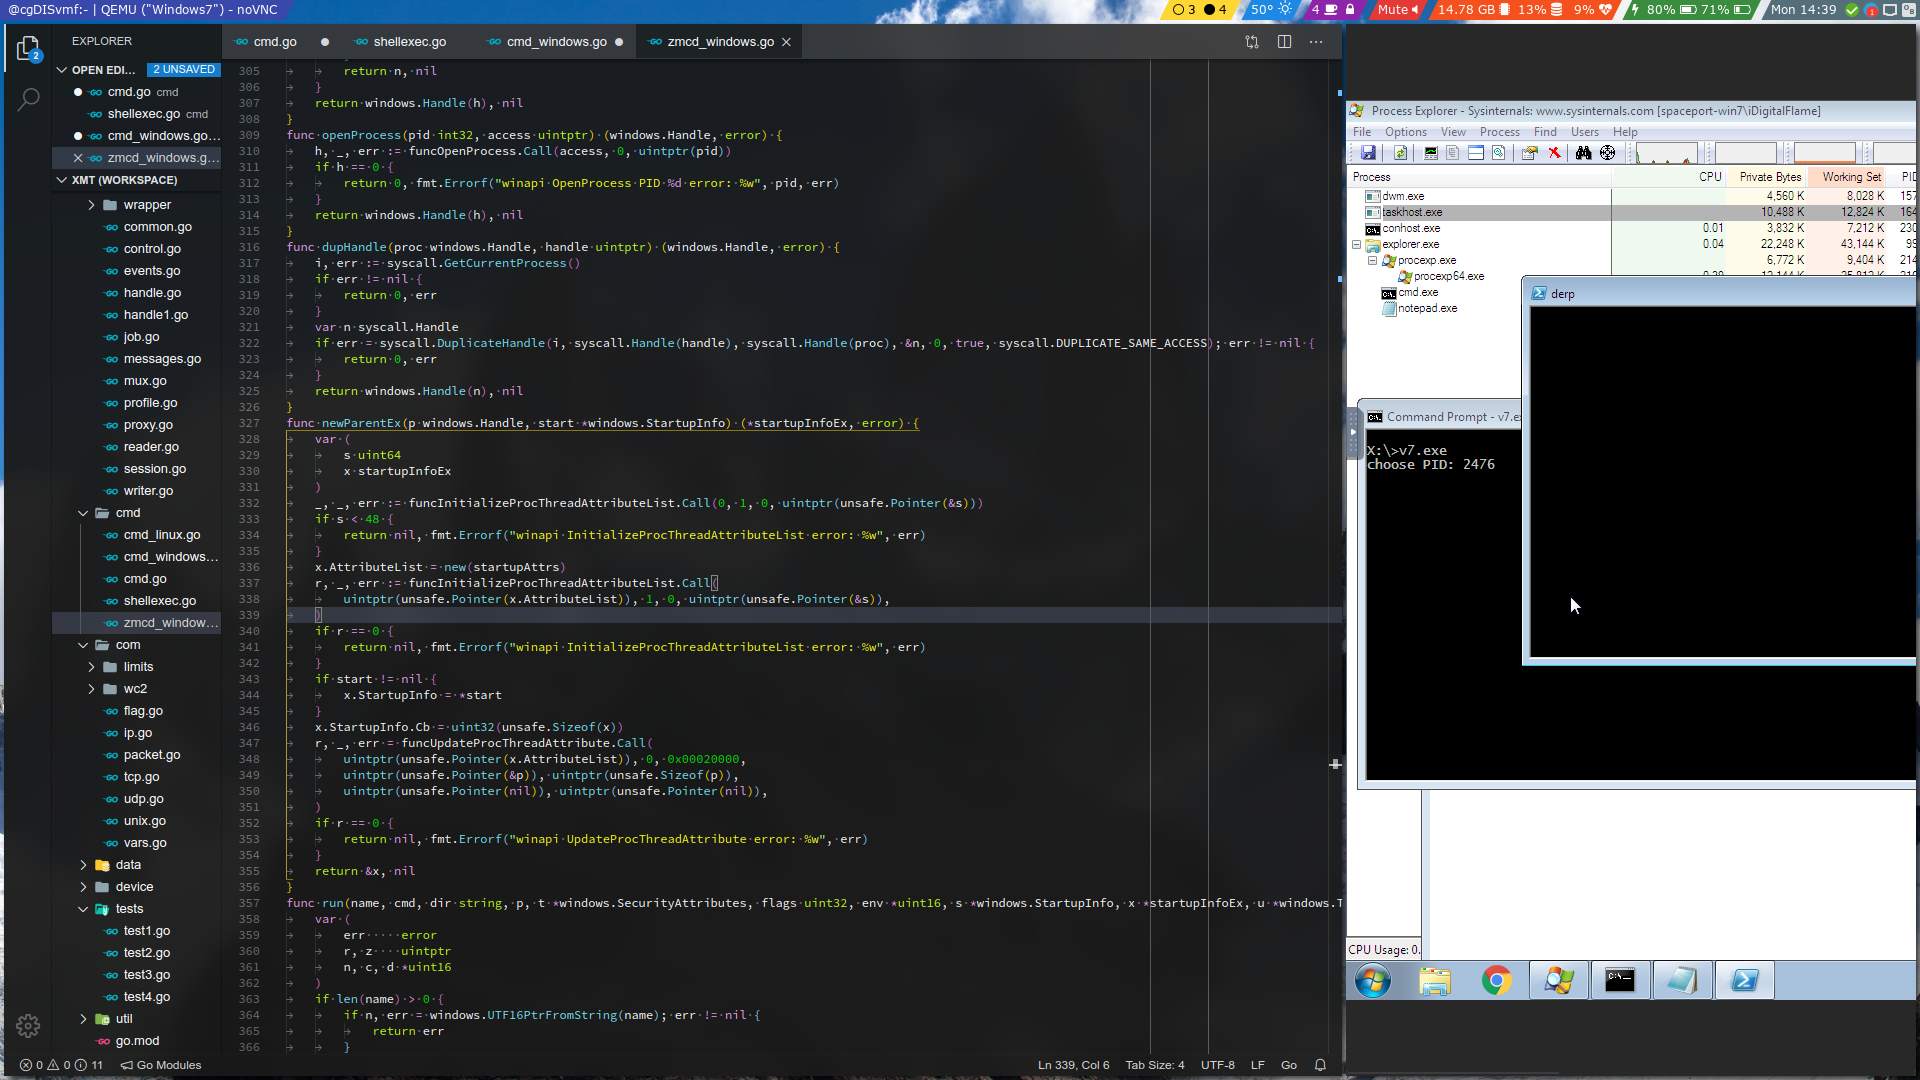 @cgDISvmf:- | QEMU ("Windows7") - noVNC
3 4 50° 4 Mute 14.78 GB 13% 9% 80% 71% Mon 14:39
EXPLORER
OPEN EDI... 2 UNSAVED
cmd.go cmd
shellexec.go cmd
cmd_windows.go...
zmcd_windows.g...
XMT (WORKSPACE)
wrapper
common.go
control.go
events.go
handle.go
handle1.go
job.go
messages.go
mux.go
profile.go
proxy.go
reader.go
session.go
writer.go
cmd
cmd_linux.go
cmd_windows...
cmd.go
shellexec.go
zmcd_window...
com
limits
wc2
flag.go
ip.go
packet.go
tcp.go
udp.go
unix.go
vars.go
data
device
tests
test1.go
test2.go
test3.go
test4.go
util
go.mod
cmd.go shellexec.go cmd_windows.go zmcd_windows.go
305 return n, nil
306 }
307 return windows.Handle(h), nil
308 }
309 func openProcess(pid int32, access uintptr) (windows.Handle, error) {
310 h, _, err := funcOpenProcess.Call(access, 0, uintptr(pid))
311 if h == 0 {
312 return 0, fmt.Errorf("winapi OpenProcess PID %d error: %w", pid, err)
313 }
314 return windows.Handle(h), nil
315 }
316 func dupHandle(proc windows.Handle, handle uintptr) (windows.Handle, error) {
317 i, err := syscall.GetCurrentProcess()
318 if err != nil {
319 return 0, err
320 }
321 var n syscall.Handle
322 if err = syscall.DuplicateHandle(i, syscall.Handle(handle), syscall.Handle(proc), &n, 0, true, syscall.DUPLICATE_SAME_ACCESS); err != nil {
323 return 0, err
324 }
325 return windows.Handle(n), nil
326 }
327 func newParentEx(p windows.Handle, start *windows.StartupInfo) (*startupInfoEx, error) {
328 var (
329 s uint64
330 x startupInfoEx
331 )
332 _, _, err := funcInitializeProcThreadAttributeList.Call(0, 1, 0, uintptr(unsafe.Pointer(&s)))
333 if s < 48 {
334 return nil, fmt.Errorf("winapi InitializeProcThreadAttributeList error: %w", err)
335 }
336 x.AttributeList = new(startupAttrs)
337 r, _, err := funcInitializeProcThreadAttributeList.Call(
338 uintptr(unsafe.Pointer(x.AttributeList)), 1, 0, uintptr(unsafe.Pointer(&s)),
339 )
340 if r == 0 {
341 return nil, fmt.Errorf("winapi InitializeProcThreadAttributeList error: %w", err)
342 }
343 if start != nil {
344 x.StartupInfo = *start
345 }
346 x.StartupInfo.Cb = uint32(unsafe.Sizeof(x))
347 r, _, err = funcUpdateProcThreadAttribute.Call(
348 uintptr(unsafe.Pointer(x.AttributeList)), 0, 0x00020000,
349 uintptr(unsafe.Pointer(&p)), uintptr(unsafe.Sizeof(p)),
350 uintptr(unsafe.Pointer(nil)), uintptr(unsafe.Pointer(nil)),
351 )
352 if r == 0 {
353 return nil, fmt.Errorf("winapi UpdateProcThreadAttribute error: %w", err)
354 }
355 return &x, nil
356 }
357 func run(name, cmd, dir string, p, t *windows.SecurityAttributes, flags uint32, env *uint16, s *windows.StartupInfo, x *startupInfoEx, u *windows.T
358 var (
359 err error
360 r, z uintptr
361 n, c, d *uint16
362 )
363 if len(name) > 0 {
364 if n, err = windows.UTF16PtrFromString(name); err != nil {
365 return err
366 }
0 0 11 Go Modules
Ln 339, Col 6 Tab Size: 4 UTF-8 LF Go
Process Explorer - Sysinternals: www.sysinternals.com [spaceport-win7\iDigitalFlame]
File Options View Process Find Users Help
Process CPU Private Bytes Working Set PID
dwm.exe 4,560 K 8,028 K 157
taskhost.exe 10,488 K 12,824 K 164
conhost.exe 0.01 3,832 K 7,212 K 230
explorer.exe 0.04 22,248 K 43,144 K 99
procexp.exe 6,772 K 9,404 K 214
procexp64.exe
cmd.exe
notepad.exe
derp
Command Prompt - v7.ex
X:\>v7.exe
choose PID: 2476
CPU Usage: 0.